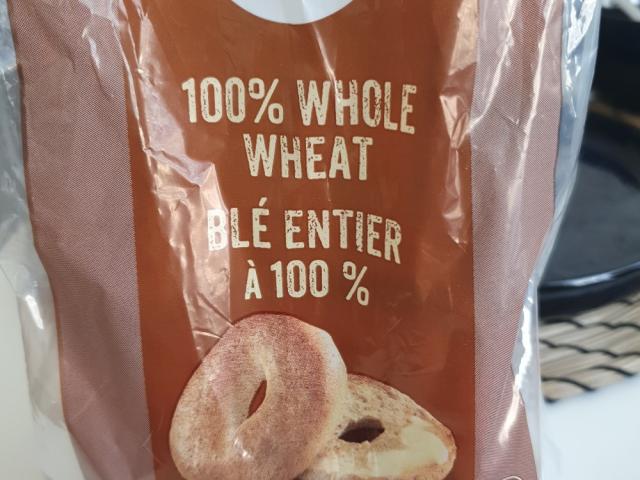 100% WHOLE
WHEAT
BLÉ ENTIER
À 100 %